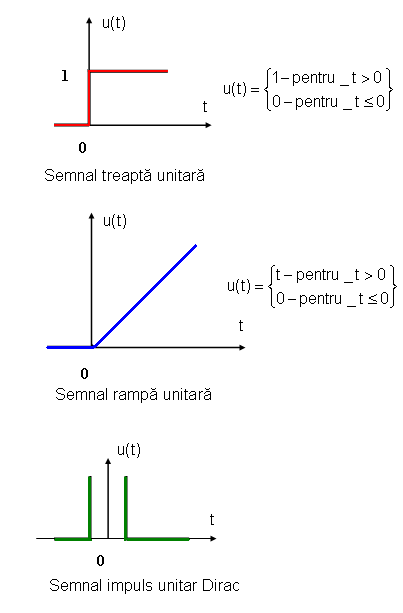 u(t)
1
t
0
u(t) = {1 – pentru _ t > 0
0 – pentru _ t ≤ 0}
Semnal treaptă unitară
u(t)
t
0
u(t) = {t – pentru _ t > 0
0 – pentru _ t ≤ 0}
Semnal rampă unitară
u(t)
t
0
Semnal impuls unitar Dirac